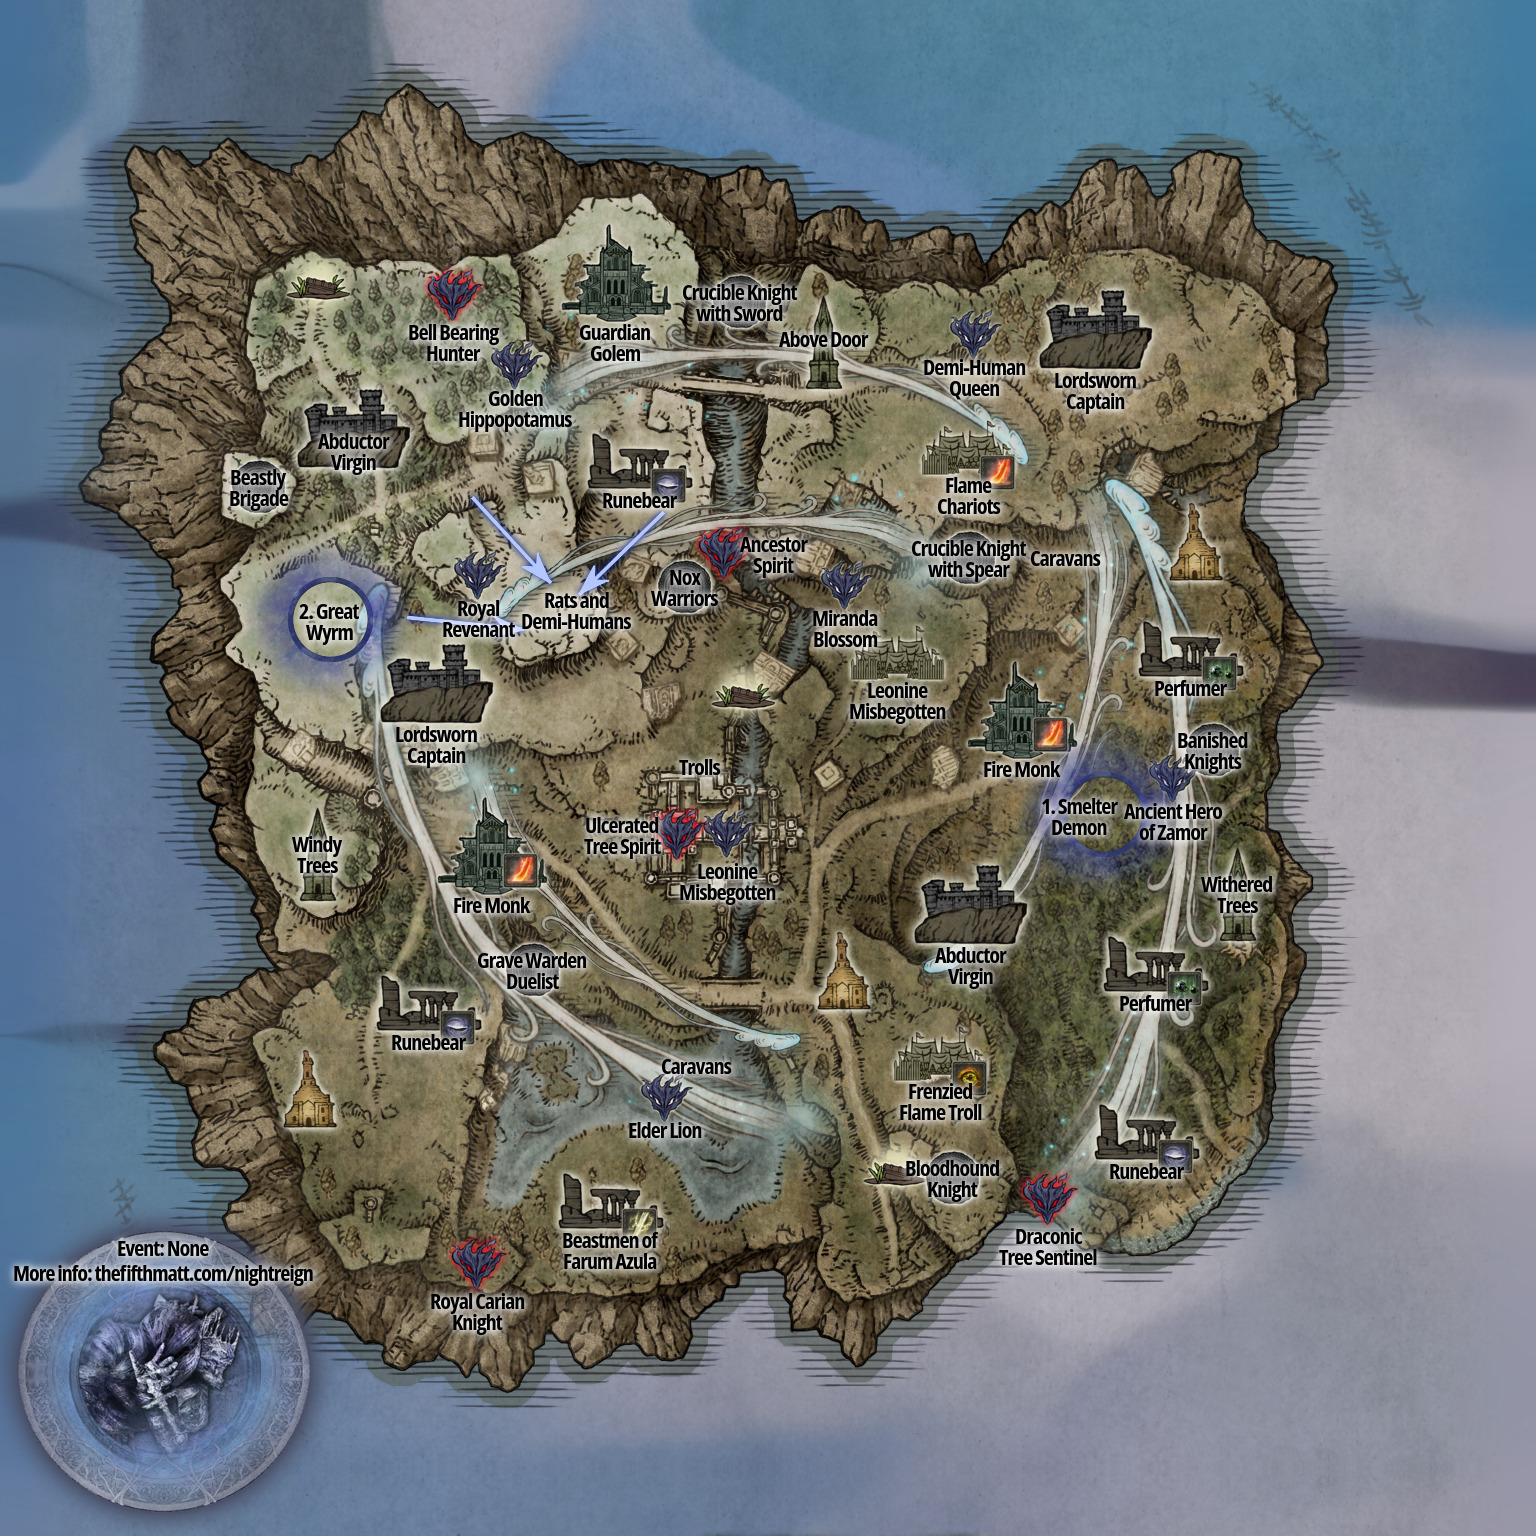 Crucible Knight
with Sword
Bell Bearing
Hunter
Guardian
Golem
Above Door
Demi-Human
Queen
Lordsworn
Captain
Golden
Hippopotamus
Abductor
Virgin
Beastly
Brigade
Runebear
Flame
Chariots
Ancestor
Spirit
Crucible Knight
with Spear
Caravans
Nox
Warriors
Royal
Revenant
Rats and
Demi-Humans
2. Great
Wyrm
Miranda
Blossom
Leonine
Misbegotten
Perfumer
Lordsworn
Captain
Banished
Knights
Trolls
Fire Monk
1. Smelter
Demon
Ancient Hero
of Zamor
Ulcerated
Tree Spirit
Windy
Trees
Leonine
Misbegotten
Withered
Trees
Fire Monk
Grave Warden
Duelist
Abductor
Virgin
Perfumer
Runebear
Caravans
Elder Lion
Frenzied
Flame Troll
Bloodhound
Knight
Runebear
Draconic
Tree Sentinel
Beastmen of
Farum Azula
Royal Carian
Knight
Event: None
More info: thefifthmatt.com/nightreign